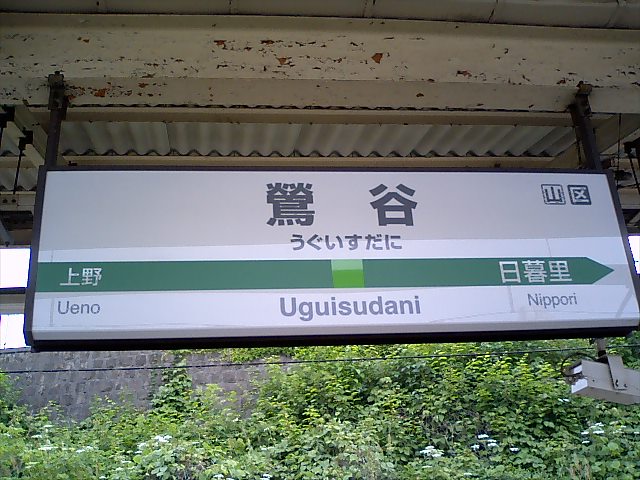 山 区
鶯 谷
うぐいすだに
上野 日暮里
Ueno Uguisudani Nippori